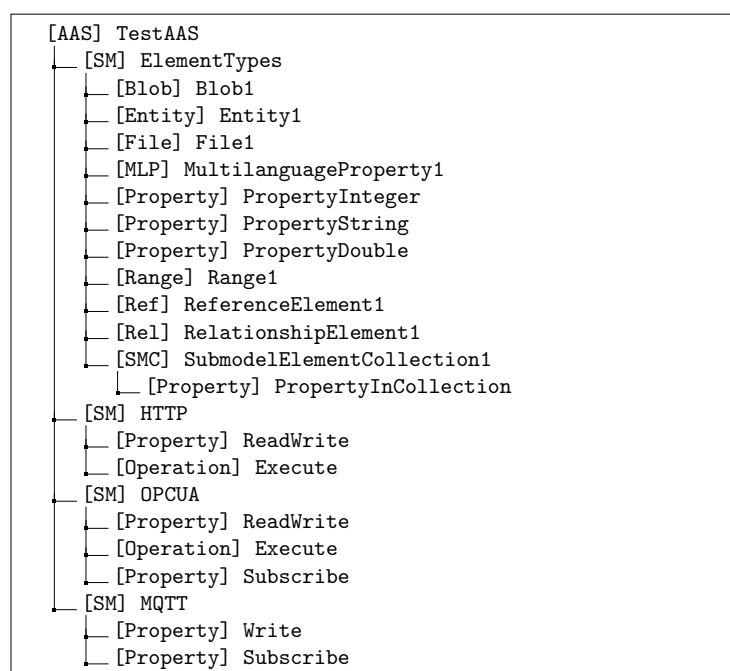 [AAS] TestAAS
[SM] ElementTypes
[Blob] Blob1
[Entity] Entity1
[File] File1
[MLP] MultilanguageProperty1
[Property] PropertyInteger
[Property] PropertyString
[Property] PropertyDouble
[Range] Range1
[Ref] ReferenceElement1
[Rel] RelationshipElement1
[SMC] SubmodelElementCollection1
[Property] PropertyInCollection
[SM] HTTP
[Property] ReadWrite
[Operation] Execute
[SM] OPCUA
[Property] ReadWrite
[Operation] Execute
[Property] Subscribe
[SM] MQTT
[Property] Write
[Property] Subscribe